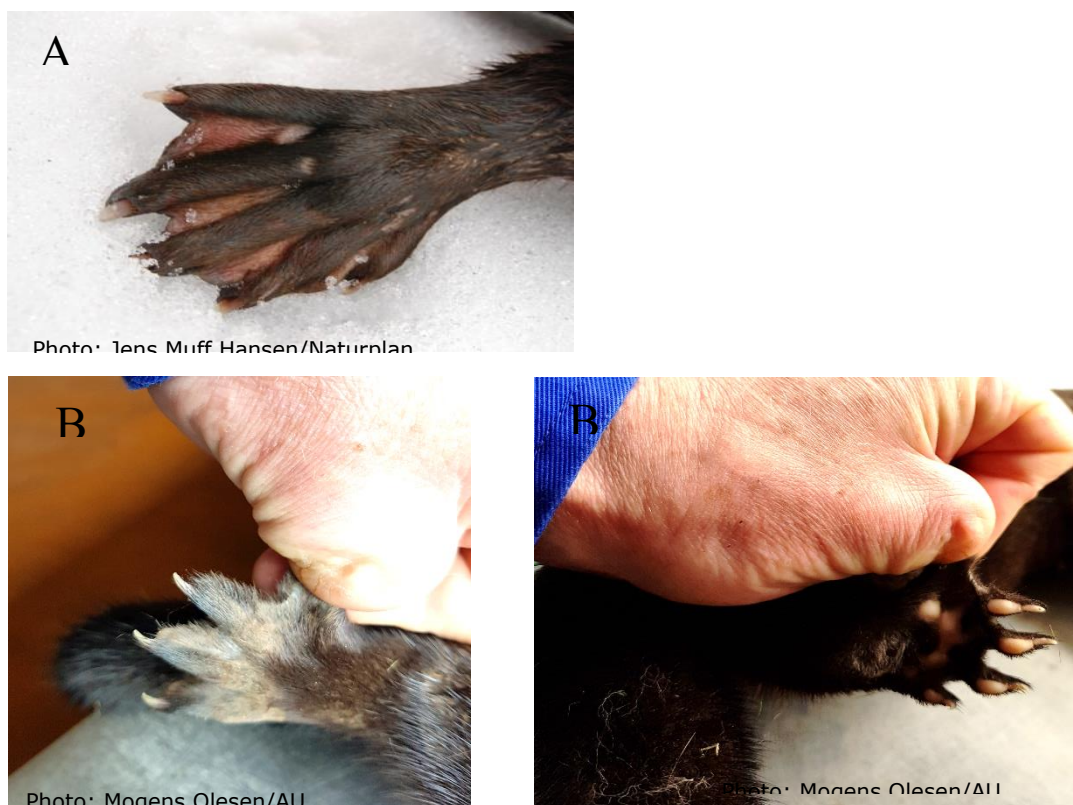 A
Photo: Jens Muff Hansen/Naturplan
B
B
Photo: Mogens Olesen/AU
Photo: Mogens Olesen/AU